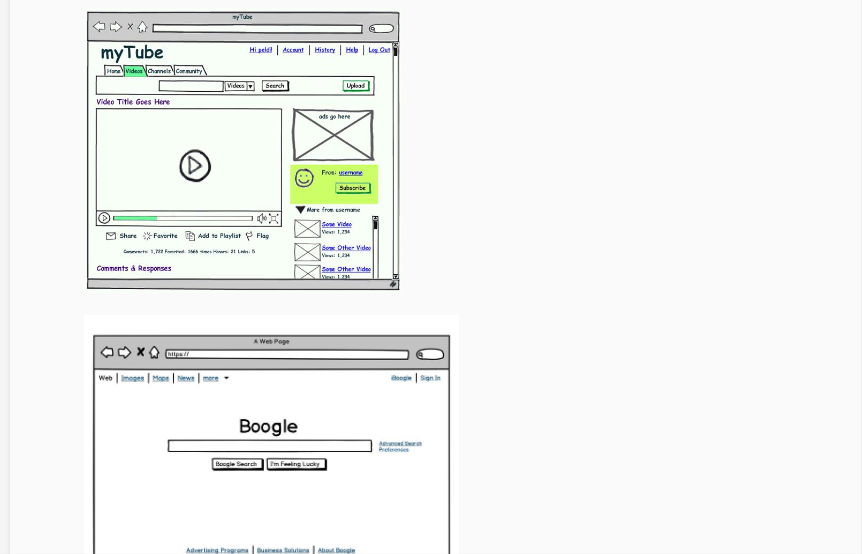 myTube
myTube
Hi peldi! Account History Help Log Out
Home Videos Channels Community
Videos Search Upload
Video Title Goes Here
ads go here
From: username
Subscribe
More from username
Some Video
Views: 1,234
Some Other Video
Views: 1,234
Some Other Video
Views: 1,234
Share Favorite Add to Playlist Flag
Comments: 1,722 Favorited: 1666 times Honors: 21 Links: 5
Comments & Responses
A Web Page
https://
Web Images Maps News more iBoogle Sign In
Boogle
Advanced Search
Preferences
Boogle Search I'm Feeling Lucky
Advertising Programs Business Solutions About Boogle